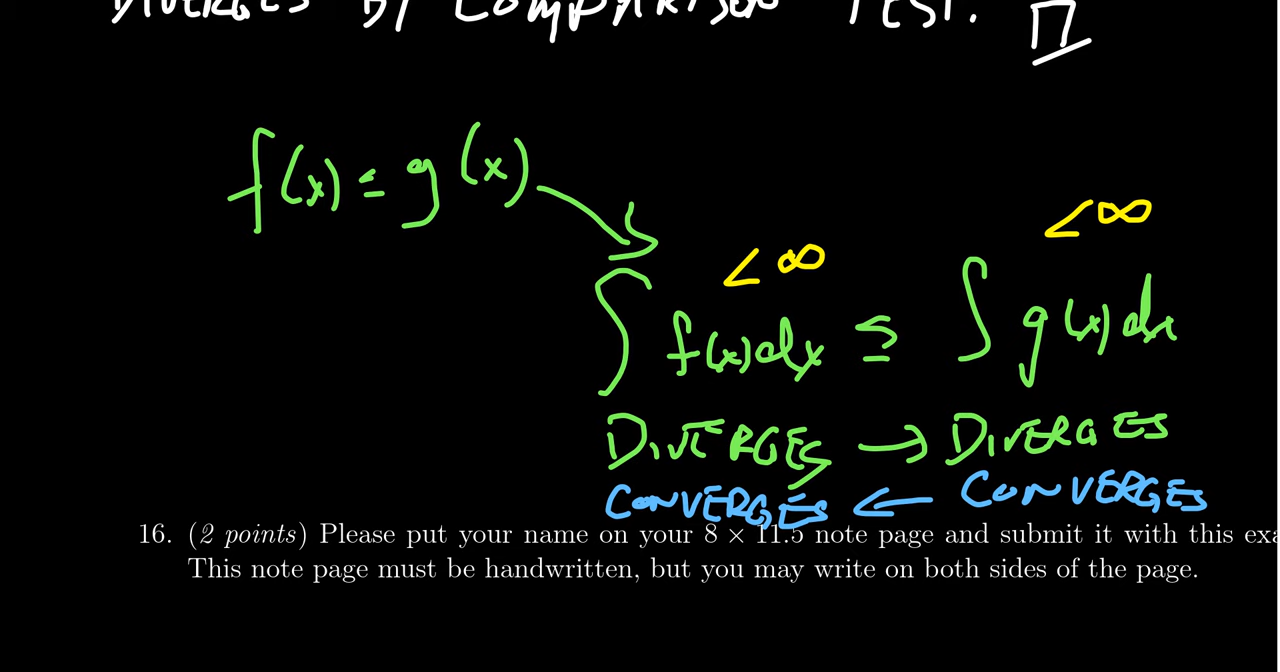 DIVERGES BY COMPARISON TEST. □
f(x) ≤ g(x)
< ∞ < ∞
∫ f(x)dx ≤ ∫ g(x)dx
DIVERGES → DIVERGES
CONVERGES ← CONVERGES
16. (2 points) Please put your name on your 8 × 11.5 note page and submit it with this exa
This note page must be handwritten, but you may write on both sides of the page.